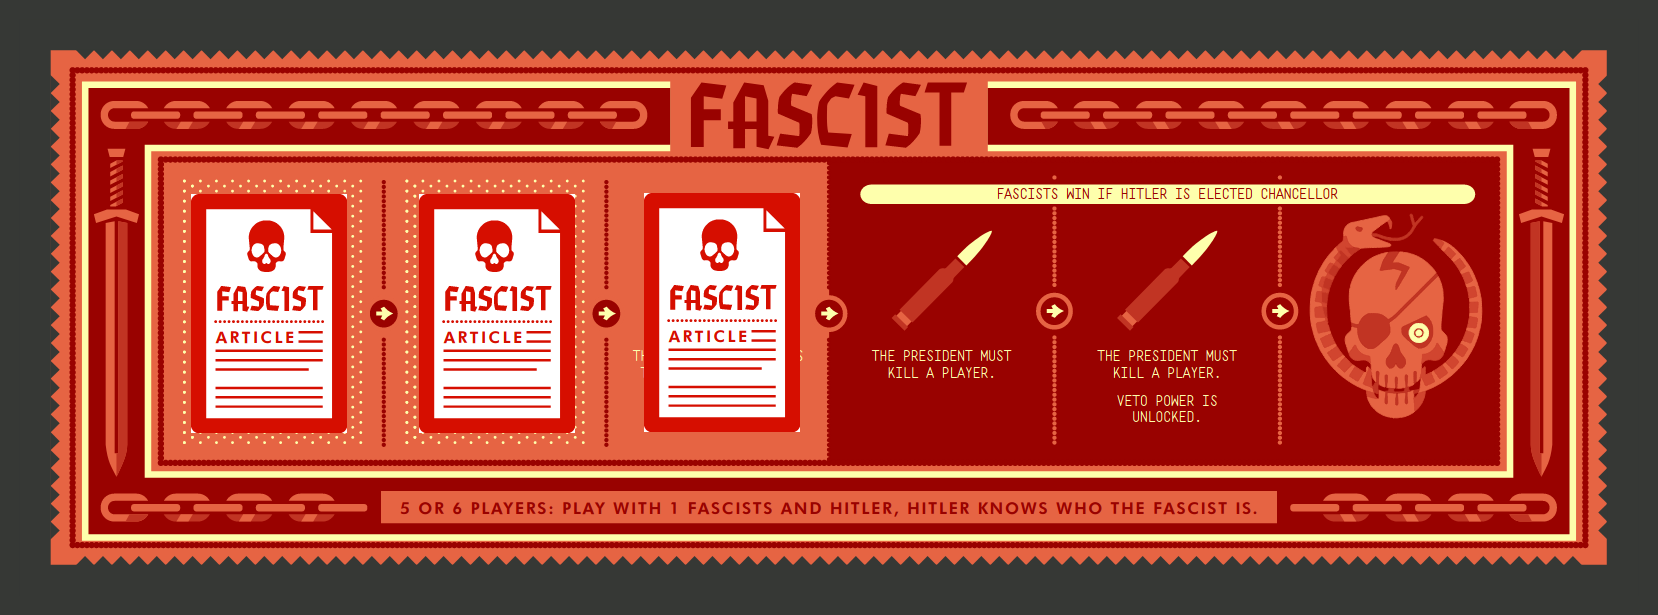 FASCIST
FASCISTS WIN IF HITLER IS ELECTED CHANCELLOR
FASCIST
ARTICLE
FASCIST
ARTICLE
FASCIST
ARTICLE
THE PRESIDENT MUST
KILL A PLAYER.
THE PRESIDENT MUST
KILL A PLAYER.
VETO POWER IS
UNLOCKED.
5 OR 6 PLAYERS: PLAY WITH 1 FASCISTS AND HITLER, HITLER KNOWS WHO THE FASCIST IS.